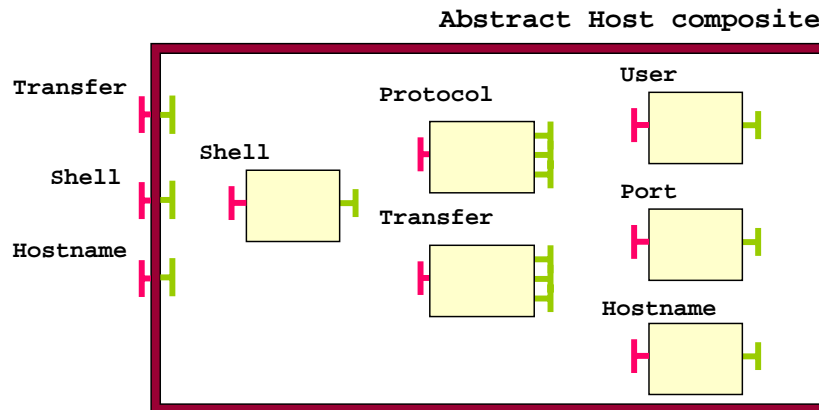 Abstract Host composite
Transfer
Shell
Hostname
Shell
Protocol
Transfer
User
Port
Hostname